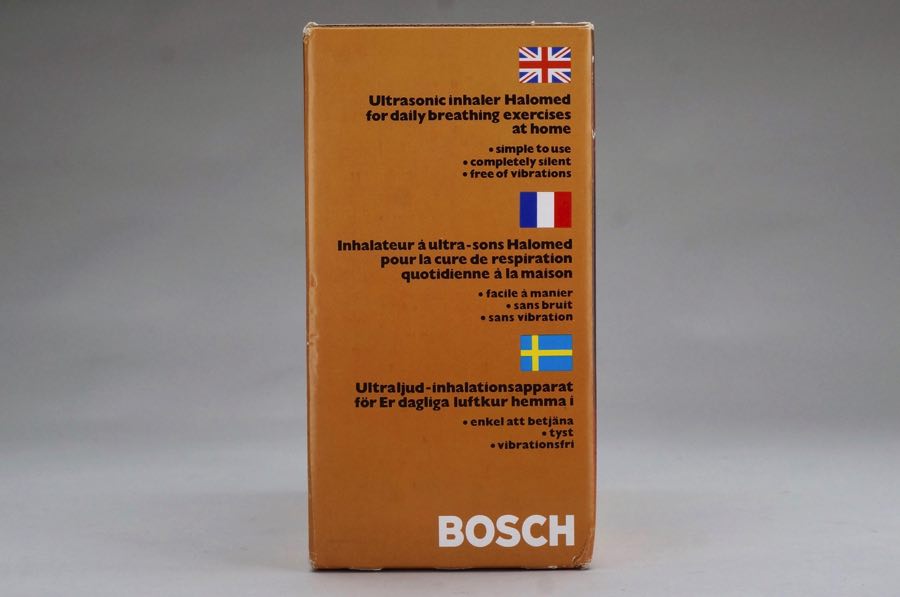 Ultrasonic inhaler Halomed
for daily breathing exercises
at home
• simple to use
• completely silent
• free of vibrations
Inhalateur à ultra-sons Halomed
pour la cure de respiration
quotidienne à la maison
• facile à manier
• sans bruit
• sans vibration
Ultraljud-inhalationsapparat
för Er dagliga luftkur hemma i
• enkel att betjäna
• tyst
• vibrationsfri
BOSCH